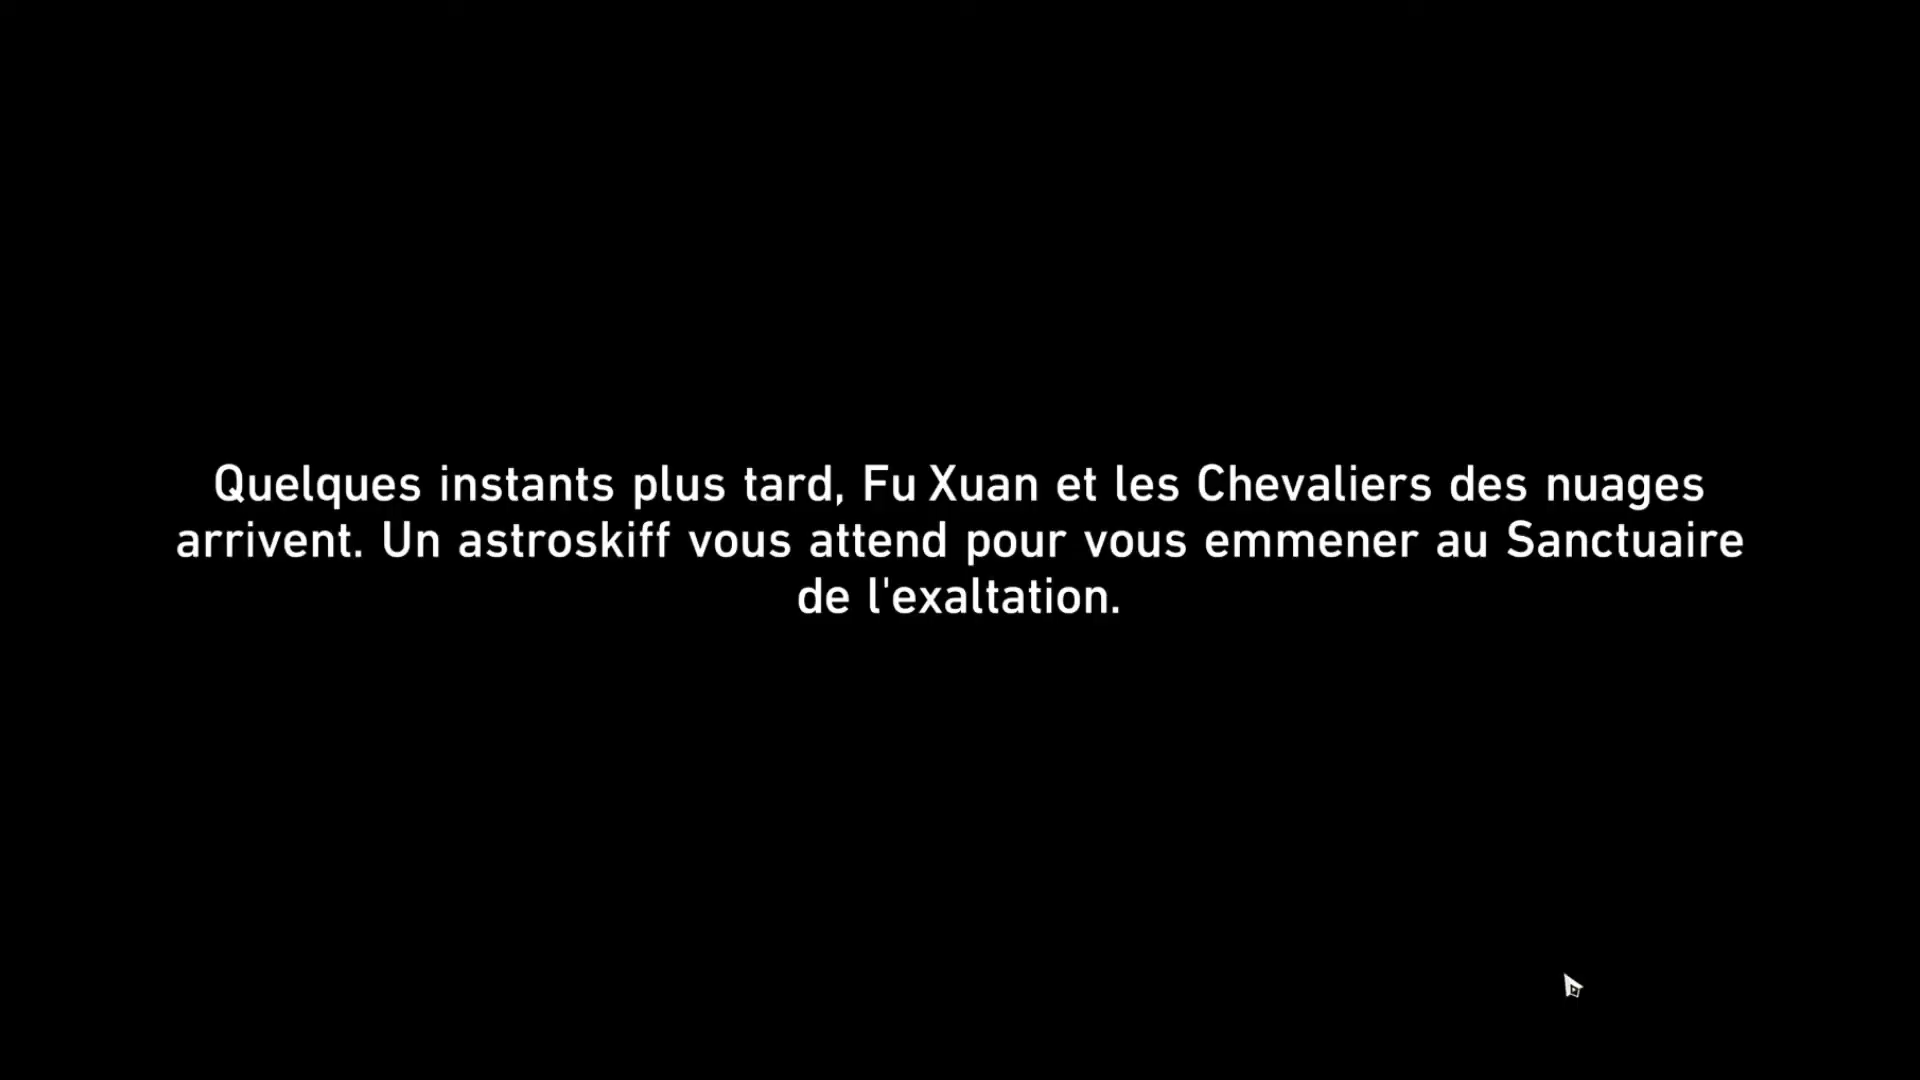 Quelques instants plus tard, Fu Xuan et les Chevaliers des nuages
arrivent. Un astroskiff vous attend pour vous emmener au Sanctuaire
de l'exaltation.